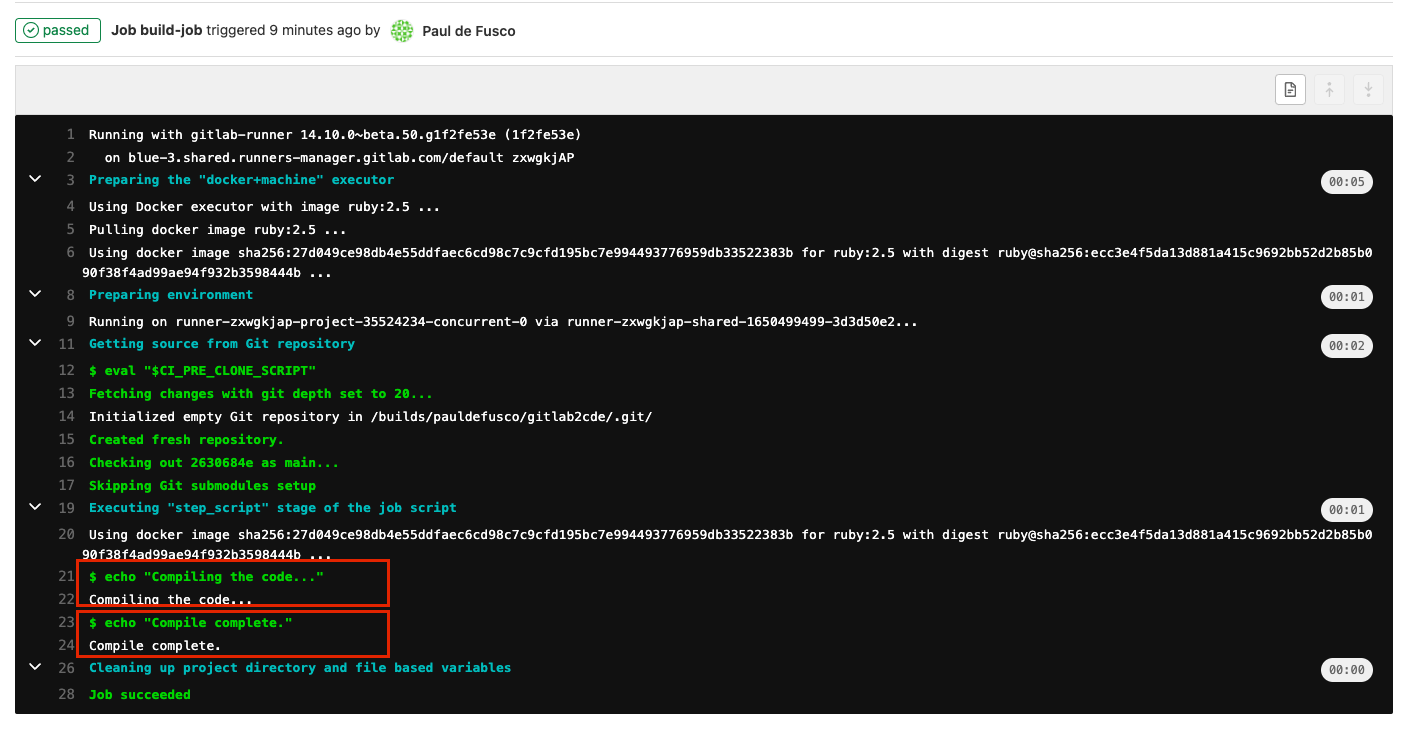 passed Job build-job triggered 9 minutes ago by Paul de Fusco
1 Running with gitlab-runner 14.10.0~beta.50.g1f2fe53e (1f2fe53e)
2 on blue-3.shared.runners-manager.gitlab.com/default zxwgkjAP
3 Preparing the "docker+machine" executor 00:05
4 Using Docker executor with image ruby:2.5 ...
5 Pulling docker image ruby:2.5 ...
6 Using docker image sha256:27d049ce98db4e55ddfaec6cd98c7c9cfd195bc7e994493776959db33522383b for ruby:2.5 with digest ruby@sha256:ecc3e4f5da13d881a415c9692bb52d2b85b0
90f38f4ad99ae94f932b3598444b ...
8 Preparing environment 00:01
9 Running on runner-zxwgkjap-project-35524234-concurrent-0 via runner-zxwgkjap-shared-1650499499-3d3d50e2...
11 Getting source from Git repository 00:02
12 $ eval "$CI_PRE_CLONE_SCRIPT"
13 Fetching changes with git depth set to 20...
14 Initialized empty Git repository in /builds/pauldefusco/gitlab2cde/.git/
15 Created fresh repository.
16 Checking out 2630684e as main...
17 Skipping Git submodules setup
19 Executing "step_script" stage of the job script 00:01
20 Using docker image sha256:27d049ce98db4e55ddfaec6cd98c7c9cfd195bc7e994493776959db33522383b for ruby:2.5 with digest ruby@sha256:ecc3e4f5da13d881a415c9692bb52d2b85b0
90f38f4ad99ae94f932b3598444b ...
21 $ echo "Compiling the code..."
22 Compiling the code...
23 $ echo "Compile complete."
24 Compile complete.
26 Cleaning up project directory and file based variables 00:00
28 Job succeeded